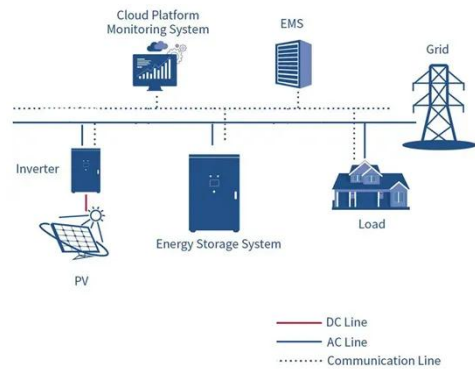 Cloud Platform
Monitoring System
EMS
Grid
Inverter
Energy Storage System
Load
PV
DC Line
AC Line
Communication Line